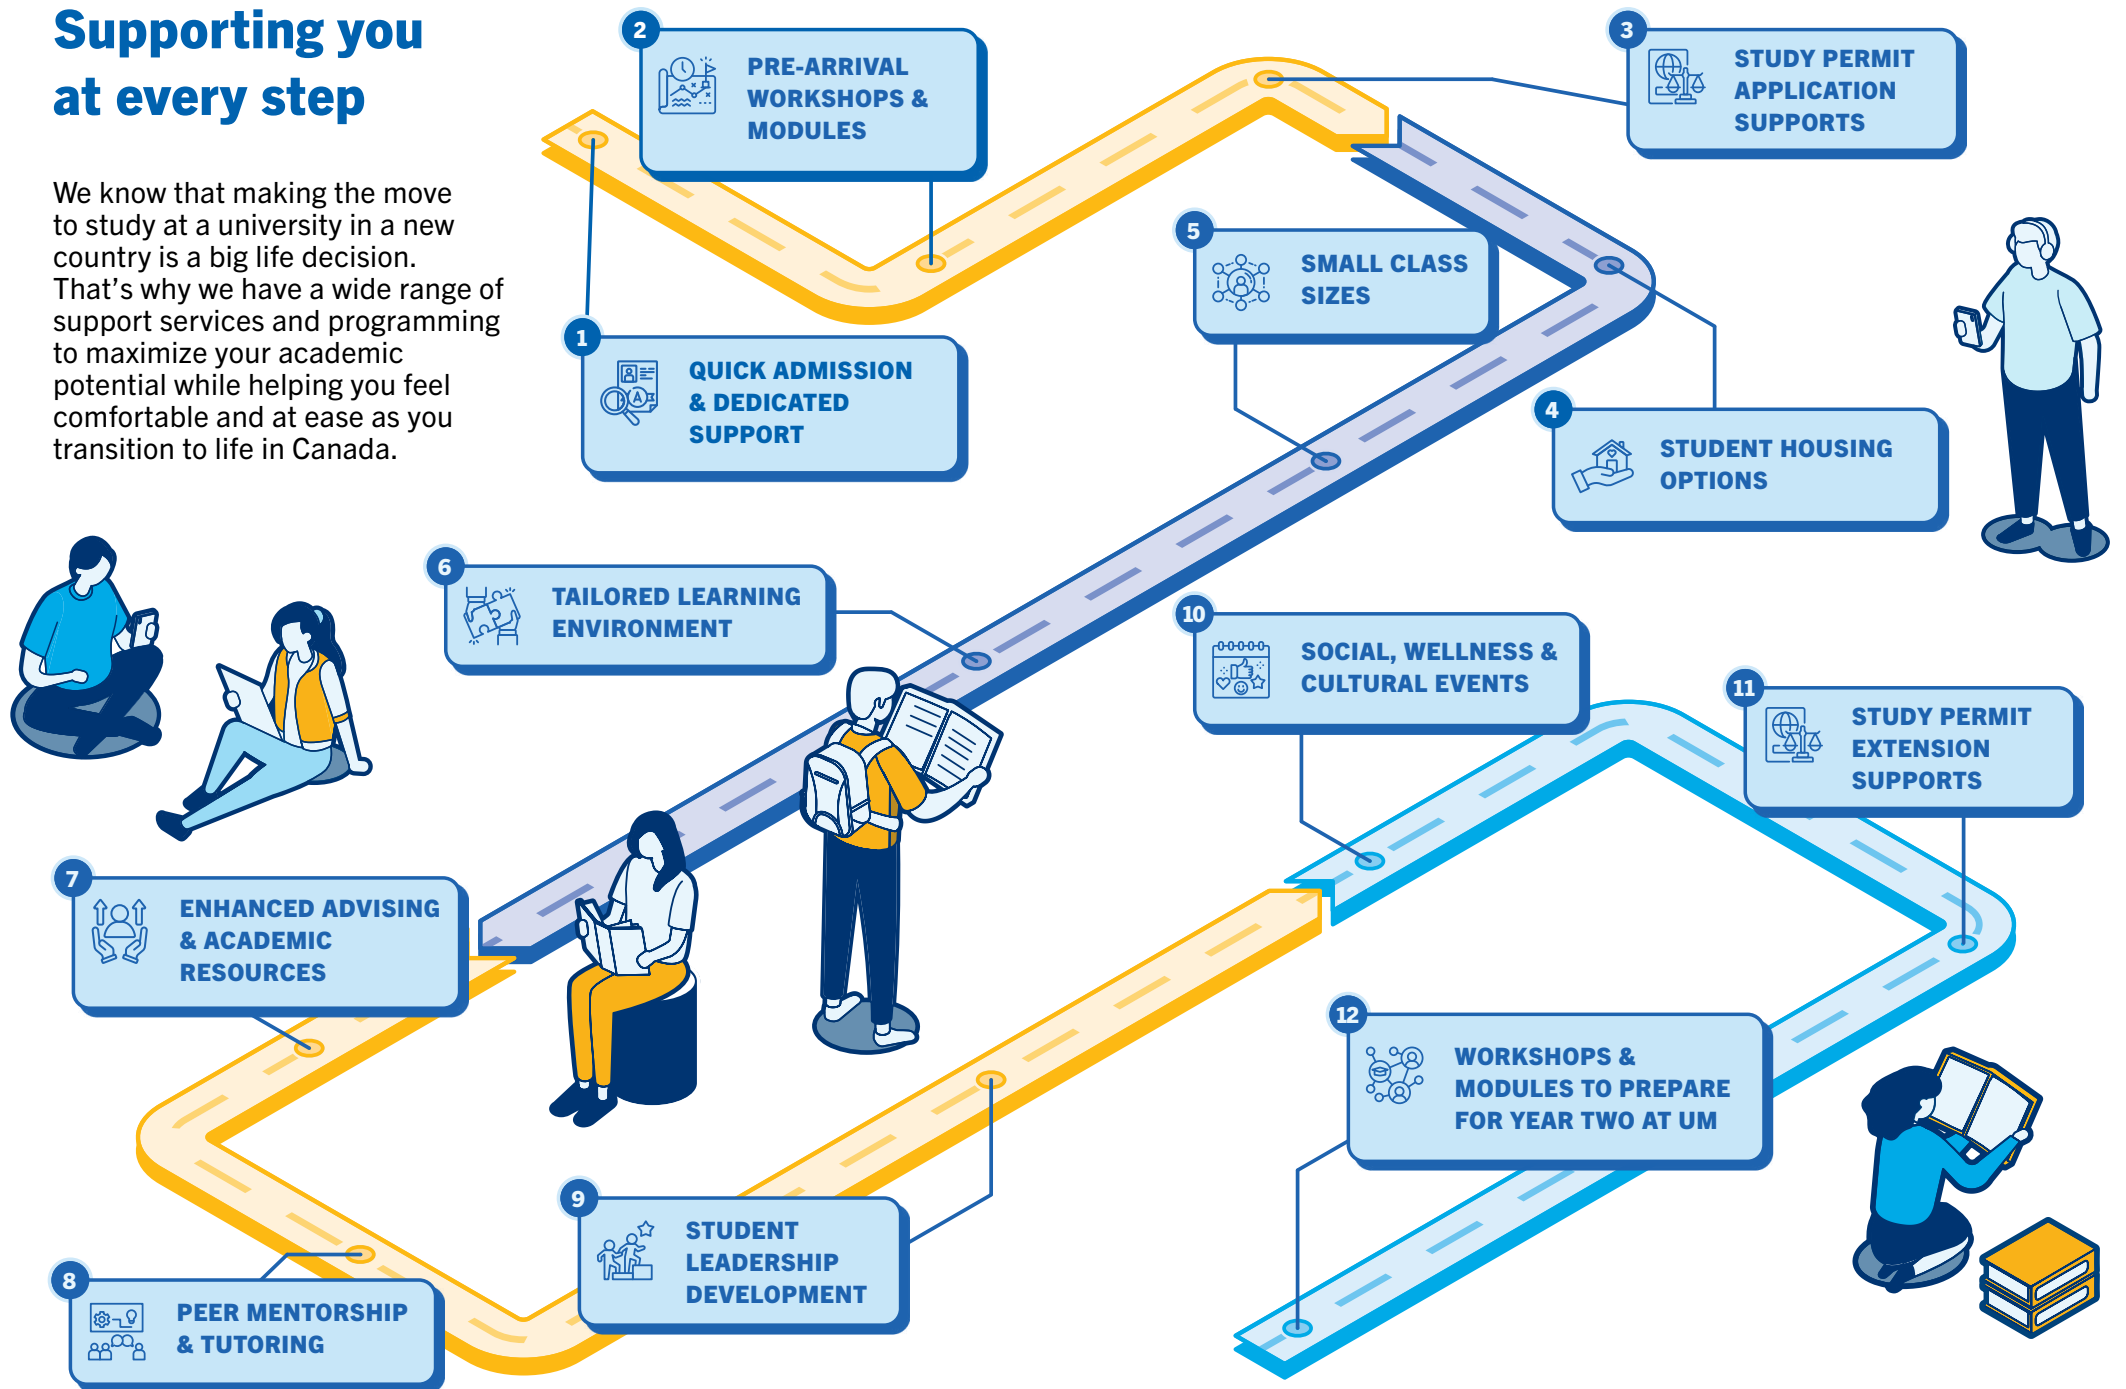 Supporting you
at every step
We know that making the move
to study at a university in a new
country is a big life decision.
That’s why we have a wide range of
support services and programming
to maximize your academic
potential while helping you feel
comfortable and at ease as you
transition to life in Canada.
1
QUICK ADMISSION
& DEDICATED
SUPPORT
2
PRE-ARRIVAL
WORKSHOPS &
MODULES
3
STUDY PERMIT
APPLICATION
SUPPORTS
4
STUDENT HOUSING
OPTIONS
5
SMALL CLASS
SIZES
6
TAILORED LEARNING
ENVIRONMENT
7
ENHANCED ADVISING
& ACADEMIC
RESOURCES
8
PEER MENTORSHIP
& TUTORING
9
STUDENT
LEADERSHIP
DEVELOPMENT
10
SOCIAL, WELLNESS &
CULTURAL EVENTS
11
STUDY PERMIT
EXTENSION
SUPPORTS
12
WORKSHOPS &
MODULES TO PREPARE
FOR YEAR TWO AT UM